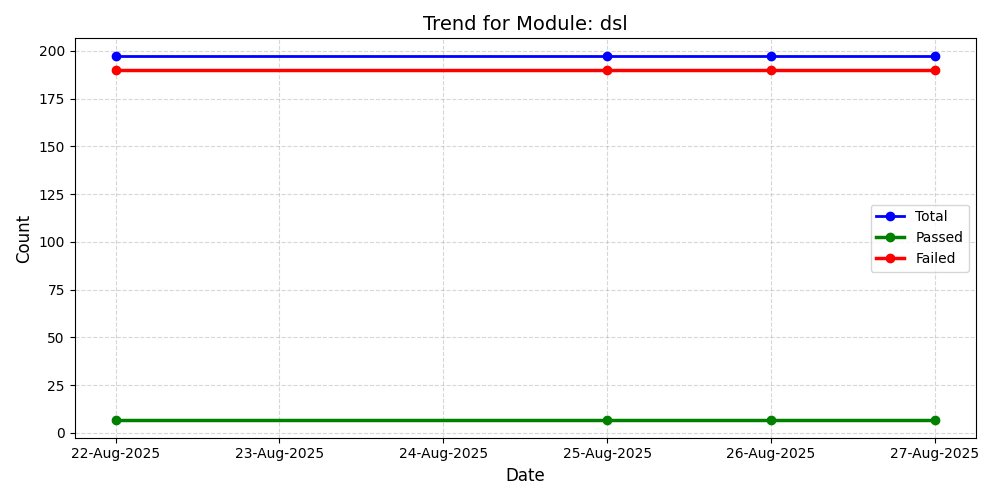 Trend for Module: dsl
200
175
150
125
100
75
50
25
0
Count
Total
Passed
Failed
22-Aug-2025 23-Aug-2025 24-Aug-2025 25-Aug-2025 26-Aug-2025 27-Aug-2025
Date